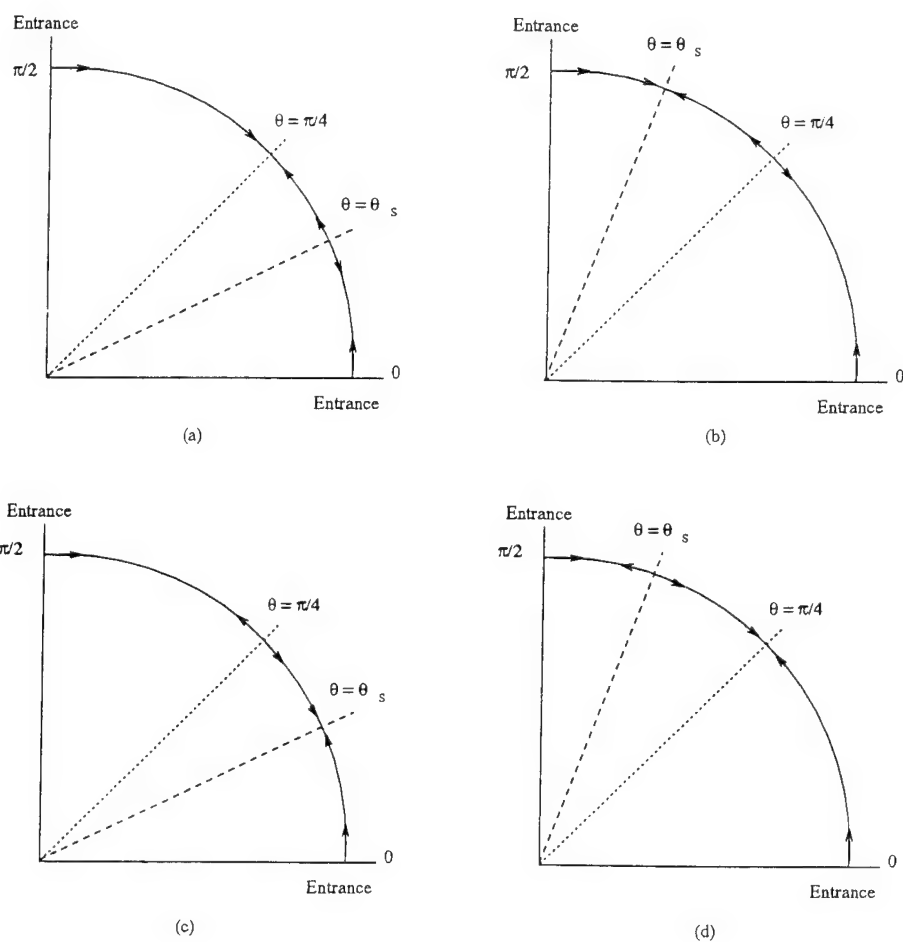 Entrance
π/2
θ = π/4
θ = θ s
0
Entrance
(a)
Entrance
π/2
θ = θ s
θ = π/4
0
Entrance
(b)
Entrance
π/2
θ = π/4
θ = θ s
0
Entrance
(c)
Entrance
π/2
θ = θ s
θ = π/4
0
Entrance
(d)